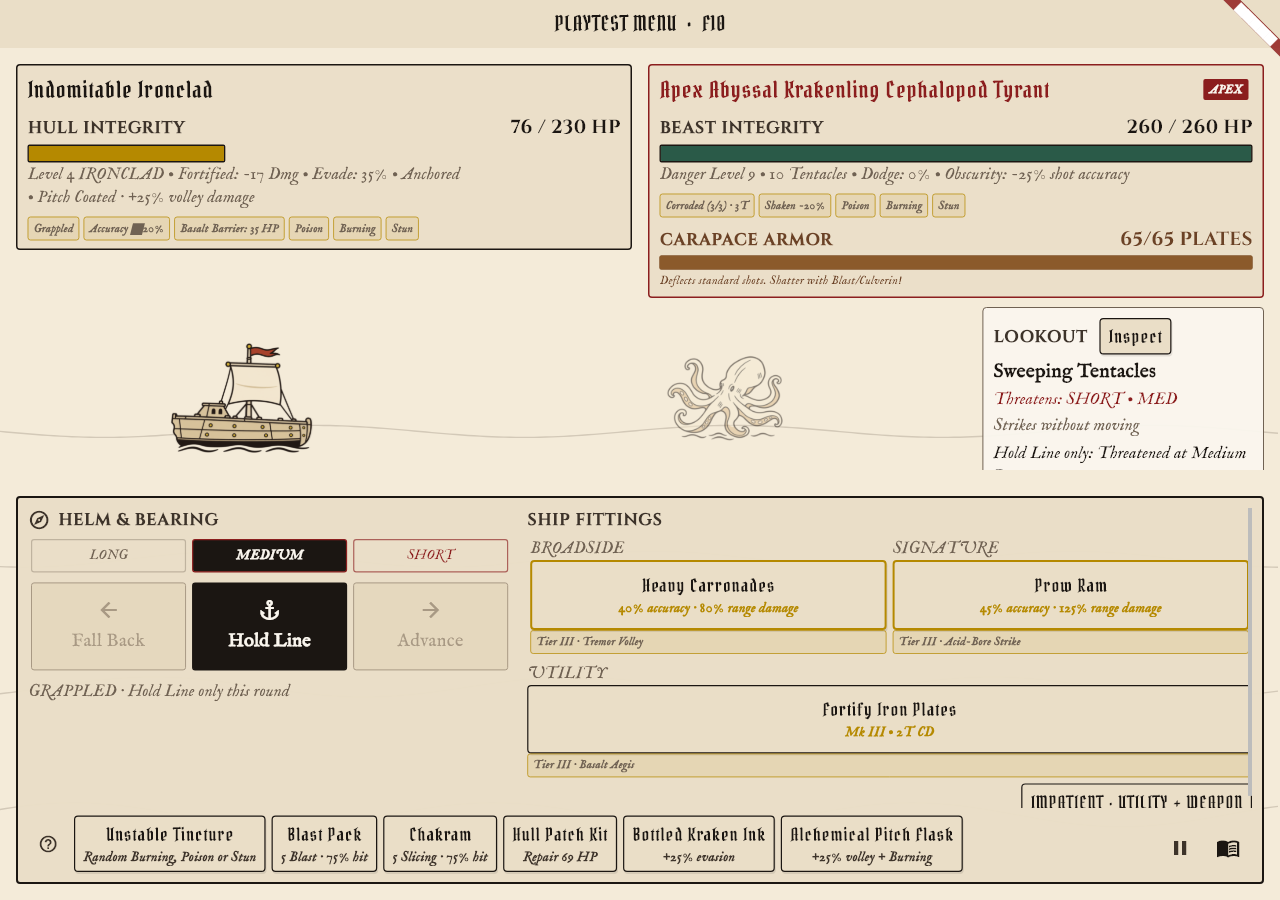 PLAYTEST MENU · F10
Indomitable Ironclad
HULL INTEGRITY
76 / 230 HP
Level 4 IRONCLAD • Fortified: -17 Dmg • Evade: 35% • Anchored
• Pitch Coated · +25% volley damage
Grappled
Accuracy 20%
Basalt Barrier: 35 HP
Poison
Burning
Stun
Apex Abyssal Krakenling Cephalopod Tyrant
APEX
BEAST INTEGRITY
260 / 260 HP
Danger Level 9 • 10 Tentacles • Dodge: 0% • Obscurity: -25% shot accuracy
Corroded (3/3) · 3T
Shaken -20%
Poison
Burning
Stun
CARAPACE ARMOR
65/65 PLATES
Deflects standard shots. Shatter with Blast/Culverin!
LOOKOUT
Inspect
Sweeping Tentacles
Threatens: SHORT • MED
Strikes without moving
Hold Line only: Threatened at Medium
HELM & BEARING
LONG
MEDIUM
SHORT
Fall Back
Hold Line
Advance
GRAPPLED · Hold Line only this round
SHIP FITTINGS
BROADSIDE
Heavy Carronades
40% accuracy · 80% range damage
Tier III · Tremor Volley
SIGNATURE
Prow Ram
45% accuracy · 125% range damage
Tier III · Acid-Bore Strike
UTILITY
Fortify Iron Plates
Mk III • 2T CD
Tier III · Basalt Aegis
IMPATIENT · UTILITY + WEAPON
Unstable Tincture
Random Burning, Poison or Stun
Blast Pack
5 Blast · 75% hit
Chakram
5 Slicing · 75% hit
Hull Patch Kit
Repair 69 HP
Bottled Kraken Ink
+25% evasion
Alchemical Pitch Flask
+25% volley + Burning